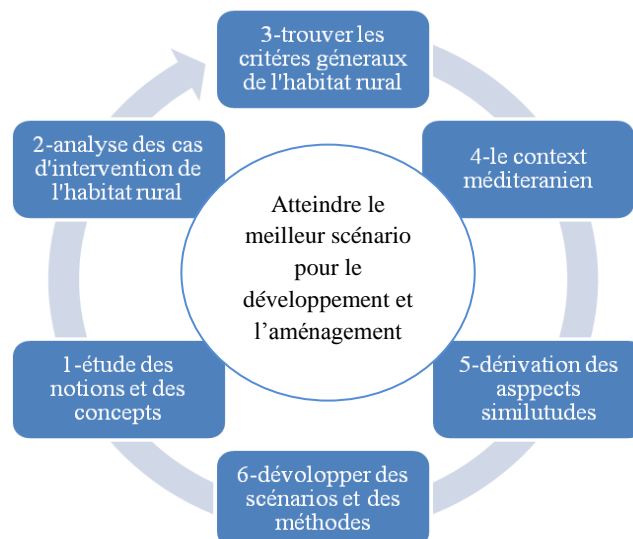 3-trouver les
critéres géneraux
de l'habitat rural
2-analyse des cas
d'intervention de
l'habitat rural
4-le context
méditeranien
Atteindre le
meilleur scénario
pour le
développement et
l’aménagement
1-étude des
notions et des
concepts
5-dérivation des
asppects
similutudes
6-dévolopper des
scénarios et des
méthodes